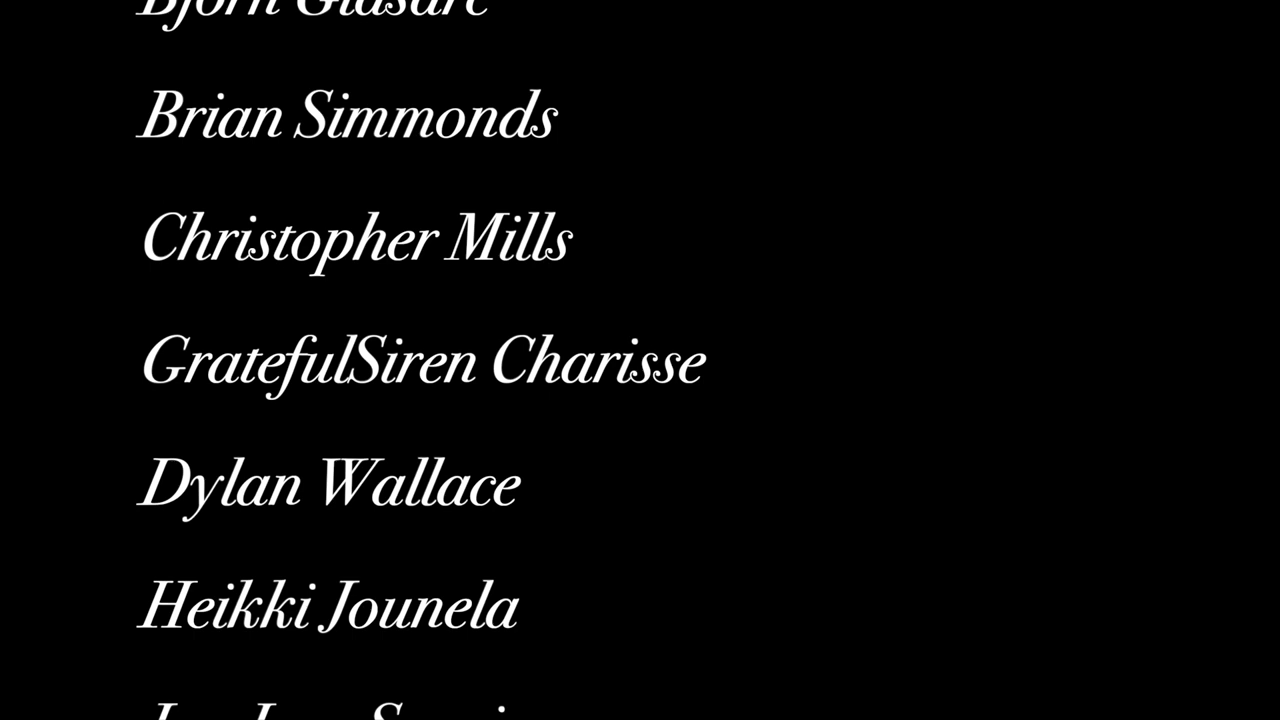 Brian Simmonds
Christopher Mills
GratefulSiren Charisse
Dylan Wallace
Heikki Jounela